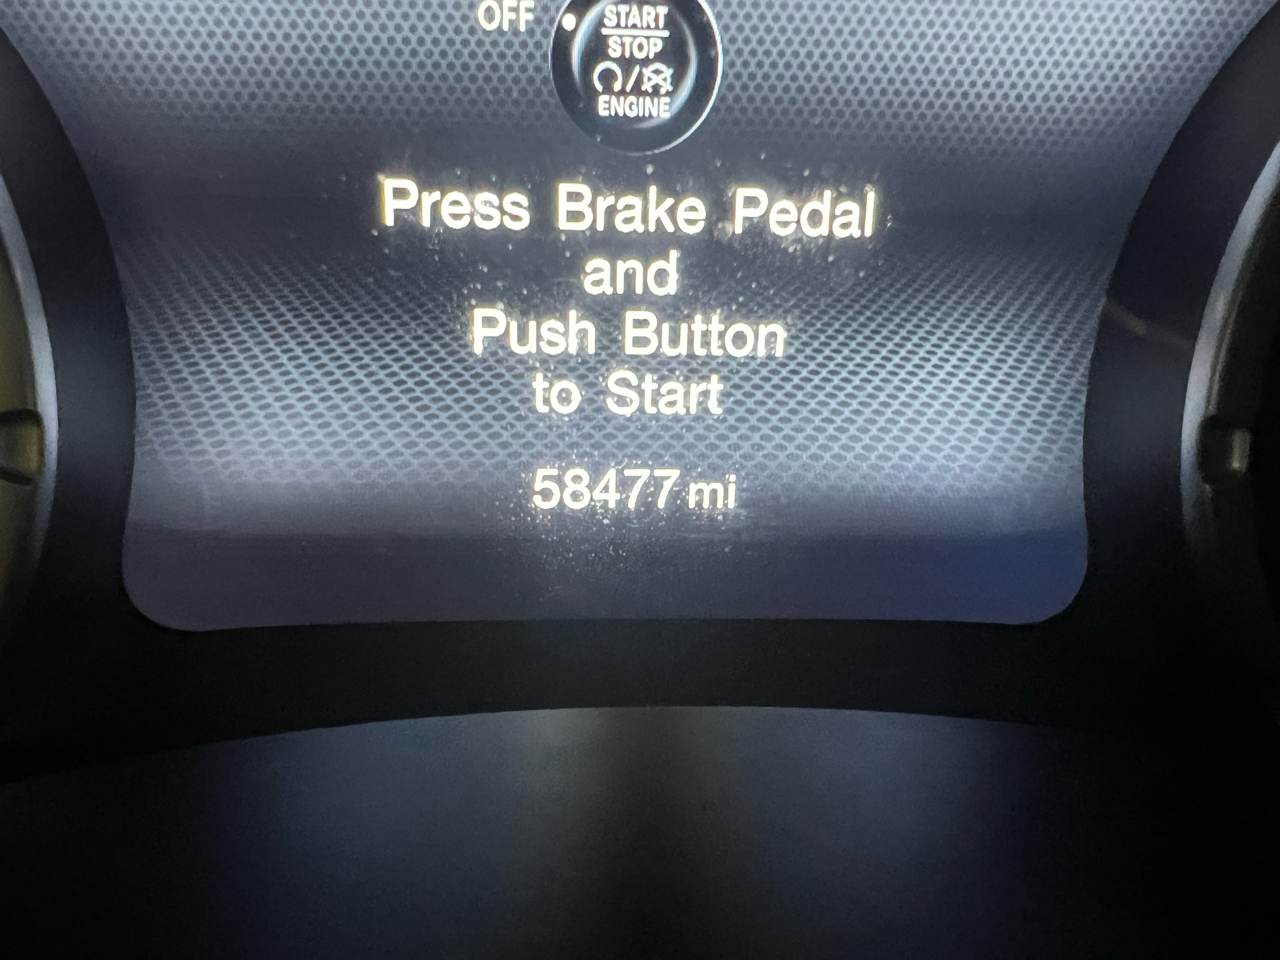 OFF
START
STOP
ENGINE
Press Brake Pedal
and
Push Button
to Start
58477 mi